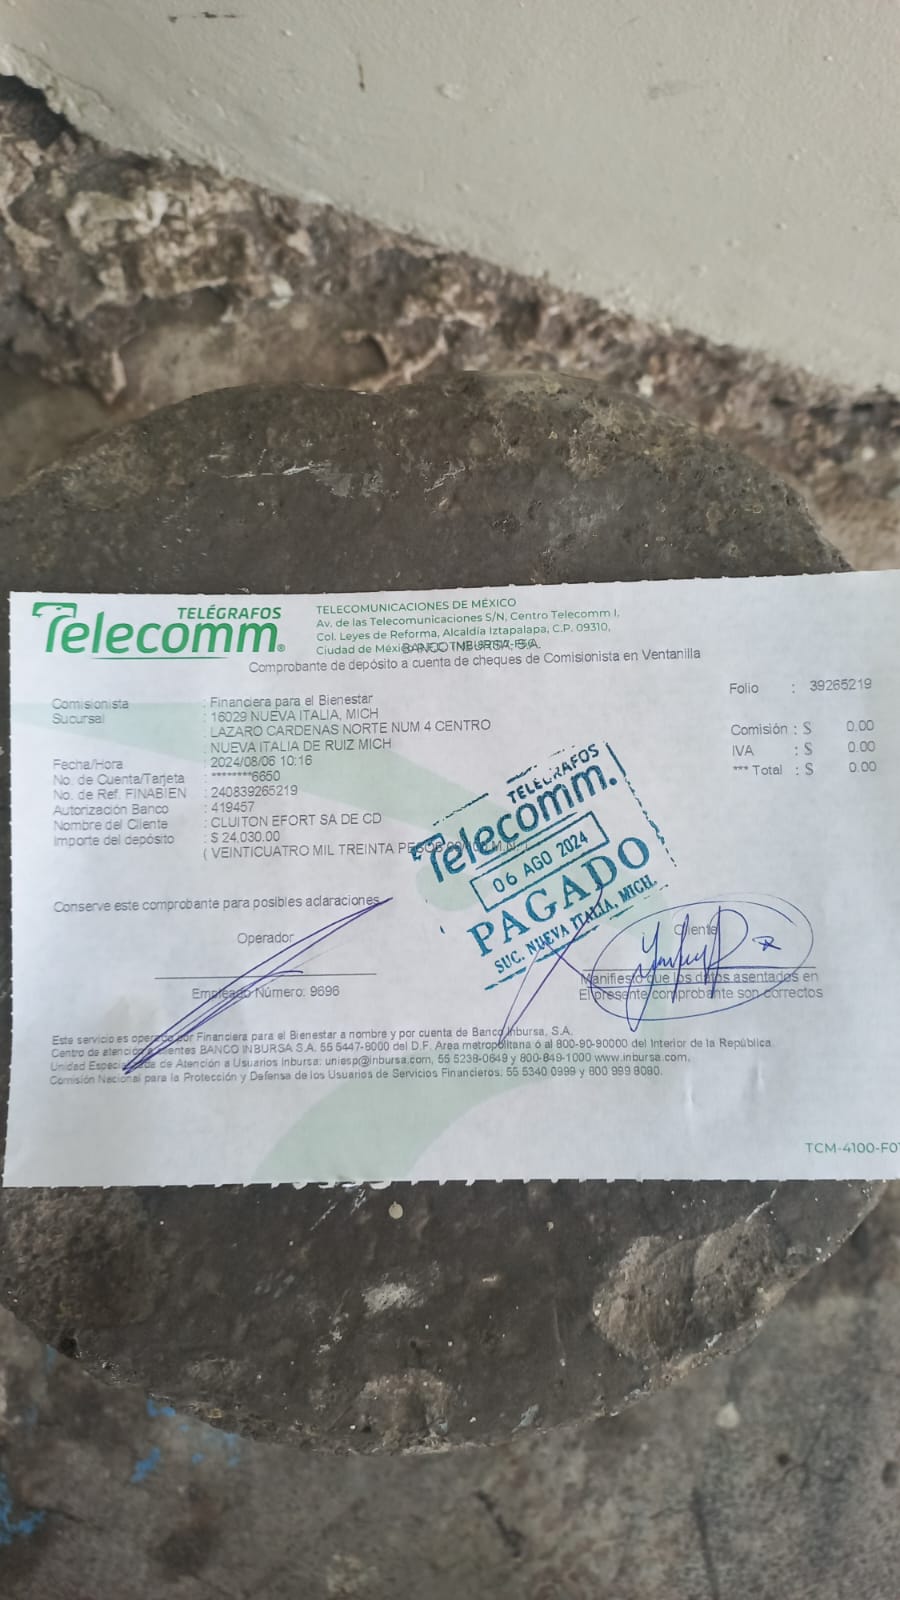 TELÉGRAFOS
Telecomm®
TELECOMUNICACIONES DE MÉXICO
Av. de las Telecomunicaciones S/N, Centro Telecomm I,
Col. Leyes de Reforma, Alcaldía Iztapalapa, C.P. 09310,
Ciudad de México
BANCO INBURSA, S.A.
Comprobante de depósito a cuenta de cheques de Comisionista en Ventanilla
Folio : 39265219
Comisionista : Financiera para el Bienestar
Sucursal : 16029 NUEVA ITALIA, MICH
: LAZARO CARDENAS NORTE NUM 4 CENTRO
: NUEVA ITALIA DE RUIZ MICH
Fecha/Hora : 2024/08/06 10:16
No. de Cuenta/Tarjeta : ********6650
No. de Ref. FINABIEN : 240839265219
Autorización Banco : 419457
Nombre del Cliente : CLUITON EFORT SA DE CD
Importe del depósito : $ 24,030.00
( VEINTICUATRO MIL TREINTA PESOS 00/100 M.N.
Comisión : $ 0.00
IVA : $ 0.00
*** Total : $ 0.00
TELÉGRAFOS
Telecomm.
06 AGO 2024
PAGADO
SUC. NUEVA ITALIA, MICH.
Conserve este comprobante para posibles aclaraciones
Operador
Empleado Número: 9696
Cliente
Manifiesto que los datos asentados en
El presente comprobante son correctos
Este servicio es operado por Financiera para el Bienestar a nombre y por cuenta de Banco Inbursa, S.A.
Centro de atención a clientes BANCO INBURSA S.A. 55 5447-8000 del D.F. Area metropolitana ó al 800-90-90000 del Interior de la República.
Unidad Especializada de Atención a Usuarios Inbursa: uniesp@inbursa.com, 55 5238-0649 y 800-849-1000 www.inbursa.com,
Comisión Nacional para la Protección y Defensa de los Usuarios de Servicios Financieros: 55 5340 0999 y 800 999 8080.
TCM-4100-F07